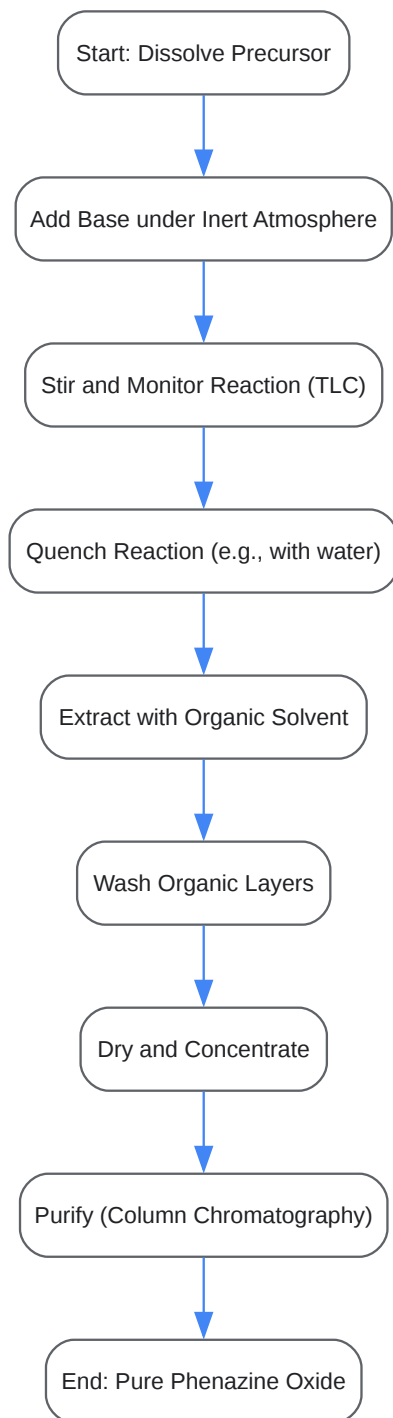 Start: Dissolve Precursor
Add Base under Inert Atmosphere
Stir and Monitor Reaction (TLC)
Quench Reaction (e.g., with water)
Extract with Organic Solvent
Wash Organic Layers
Dry and Concentrate
Purify (Column Chromatography)
End: Pure Phenazine Oxide